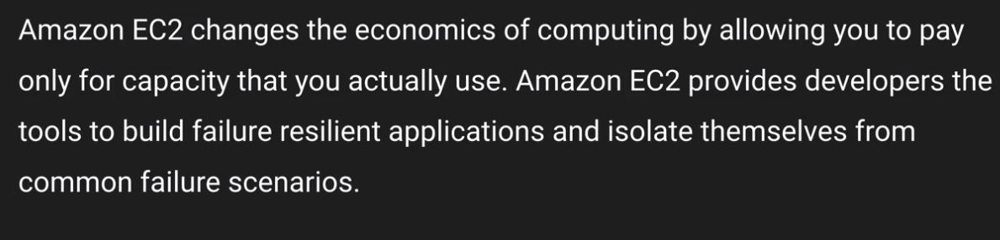 Amazon EC2 changes the economics of computing by allowing you to pay
only for capacity that you actually use. Amazon EC2 provides developers the
tools to build failure resilient applications and isolate themselves from
common failure scenarios.